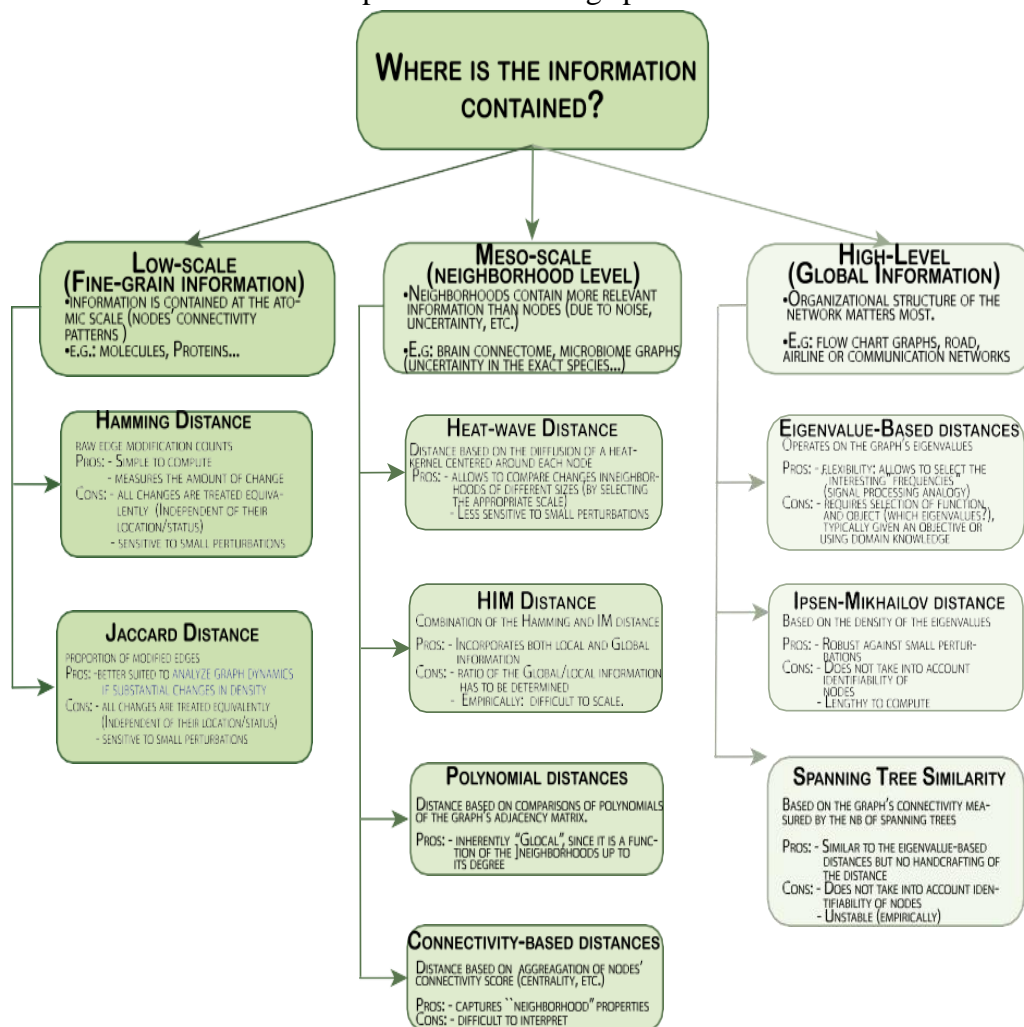 WHERE IS THE INFORMATION
CONTAINED?
LOW-SCALE
(FINE-GRAIN INFORMATION)
•INFORMATION IS CONTAINED AT THE ATO-
MIC SCALE (NODES' CONNECTIVITY
PATTERNS )
•E.G.: MOLECULES, PROTEINS...
HAMMING DISTANCE
RAW EDGE MODIFICATION COUNTS
PROS: - SIMPLE TO COMPUTE
- MEASURES THE AMOUNT OF CHANGE
CONS: - ALL CHANGES ARE TREATED EQUIVA-
LENTLY (INDEPENDENT OF THEIR
LOCATION/STATUS)
- SENSITIVE TO SMALL PERTURBATIONS
JACCARD DISTANCE
PROPORTION OF MODIFIED EDGES
PROS: -BETTER SUITED TO ANALYZE GRAPH DYNAMICS
IF SUBSTANTIAL CHANGES IN DENSITY
CONS: - ALL CHANGES ARE TREATED EQUIVALENTLY
(INDEPENDENT OF THEIR LOCATION/STATUS)
- SENSITIVE TO SMALL PERTURBATIONS
MESO-SCALE
(NEIGHBORHOOD LEVEL)
•NEIGHBORHOODS CONTAIN MORE RELEVANT
INFORMATION THAN NODES (DUE TO NOISE,
UNCERTAINTY, ETC.)
•E.G: BRAIN CONNECTOME, MICROBIOME GRAPHS
(UNCERTAINTY IN THE EXACT SPECIES...)
HEAT-WAVE DISTANCE
DISTANCE BASED ON THE DIFFUSION OF A HEAT-
KERNEL CENTERED AROUND EACH NODE
PROS: - ALLOWS TO COMPARE CHANGES INNEIGHBOR-
HOODS OF DIFFERENT SIZES (BY SELECTING
THE APPROPRIATE SCALE)
- LESS SENSITIVE TO SMALL PERTURBATIONS
HIM DISTANCE
COMBINATION OF THE HAMMING AND IM DISTANCE
PROS: - INCORPORATES BOTH LOCAL AND GLOBAL
INFORMATION
CONS: - RATIO OF THE GLOBAL/LOCAL INFORMATION
HAS TO BE DETERMINED
- EMPIRICALLY: DIFFICULT TO SCALE.
POLYNOMIAL DISTANCES
DISTANCE BASED ON COMPARISONS OF POLYNOMIALS
OF THE GRAPH'S ADJACENCY MATRIX.
PROS: - INHERENTLY "GLOCAL", SINCE IT IS A FUNC-
TION OF THE NEIGHBORHOODS UP TO
ITS DEGREE
CONNECTIVITY-BASED DISTANCES
DISTANCE BASED ON AGGREAGATION OF NODES'
CONNECTIVITY SCORE (CENTRALITY, ETC.)
PROS: - CAPTURES ``NEIGHBORHOOD" PROPERTIES
CONS: - DIFFICULT TO INTERPRET
HIGH-LEVEL
(GLOBAL INFORMATION)
•ORGANIZATIONAL STRUCTURE OF THE
NETWORK MATTERS MOST.
•E.G: FLOW CHART GRAPHS, ROAD,
AIRLINE OR COMMUNICATION NETWORKS
EIGENVALUE-BASED DISTANCES
OPERATES ON THE GRAPH'S EIGENVALUES
PROS: - FLEXIBILITY: ALLOWS TO SELECT THE
"INTERESTING" FREQUENCIES"
(SIGNAL PROCESSING ANALOGY)
CONS: - REQUIRES SELECTION OF FUNCTION,
AND OBJECT (WHICH EIGENVALUES?),
TYPICALLY GIVEN AN OBJECTIVE OR
USING DOMAIN KNOWLEDGE
IPSEN-MIKHAILOV DISTANCE
BASED ON THE DENSITY OF THE EIGENVALUES
PROS: - ROBUST AGAINST SMALL PERTUR-
BATIONS
CONS: - DOES NOT TAKE INTO ACCOUNT
IDENTIFIABILITY OF
NODES
- LENGTHY TO COMPUTE
SPANNING TREE SIMILARITY
BASED ON THE GRAPH'S CONNECTIVITY MEA-
SURED BY THE NB OF SPANNING TREES
PROS: - SIMILAR TO THE EIGENVALUE-BASED
DISTANCES BUT NO HANDCRAFTING OF
THE DISTANCE
CONS: - DOES NOT TAKE INTO ACCOUNT IDEN-
TIFIABILITY OF NODES
- UNSTABLE (EMPIRICALLY)